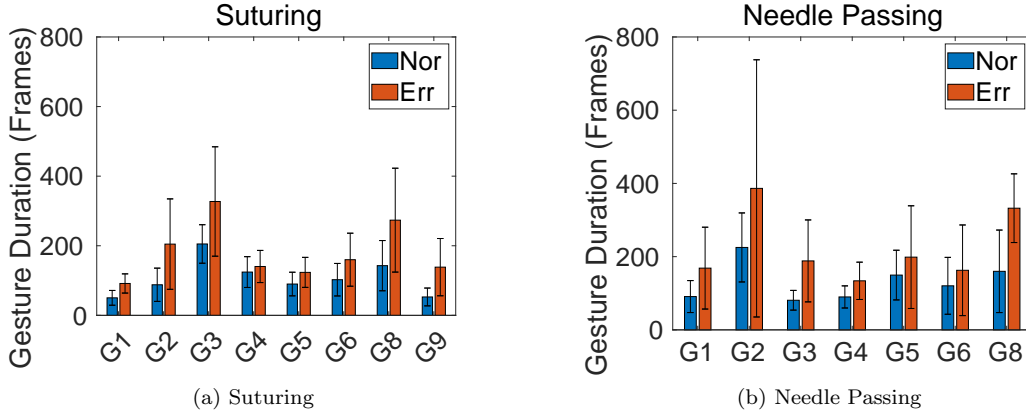 Suturing
800
600
400
200
0
Gesture Duration (Frames)
Nor
Err
G1 G2 G3 G4 G5 G6 G8 G9
(a) Suturing
Needle Passing
800
600
400
200
0
Gesture Duration (Frames)
Nor
Err
G1 G2 G3 G4 G5 G6 G8
(b) Needle Passing